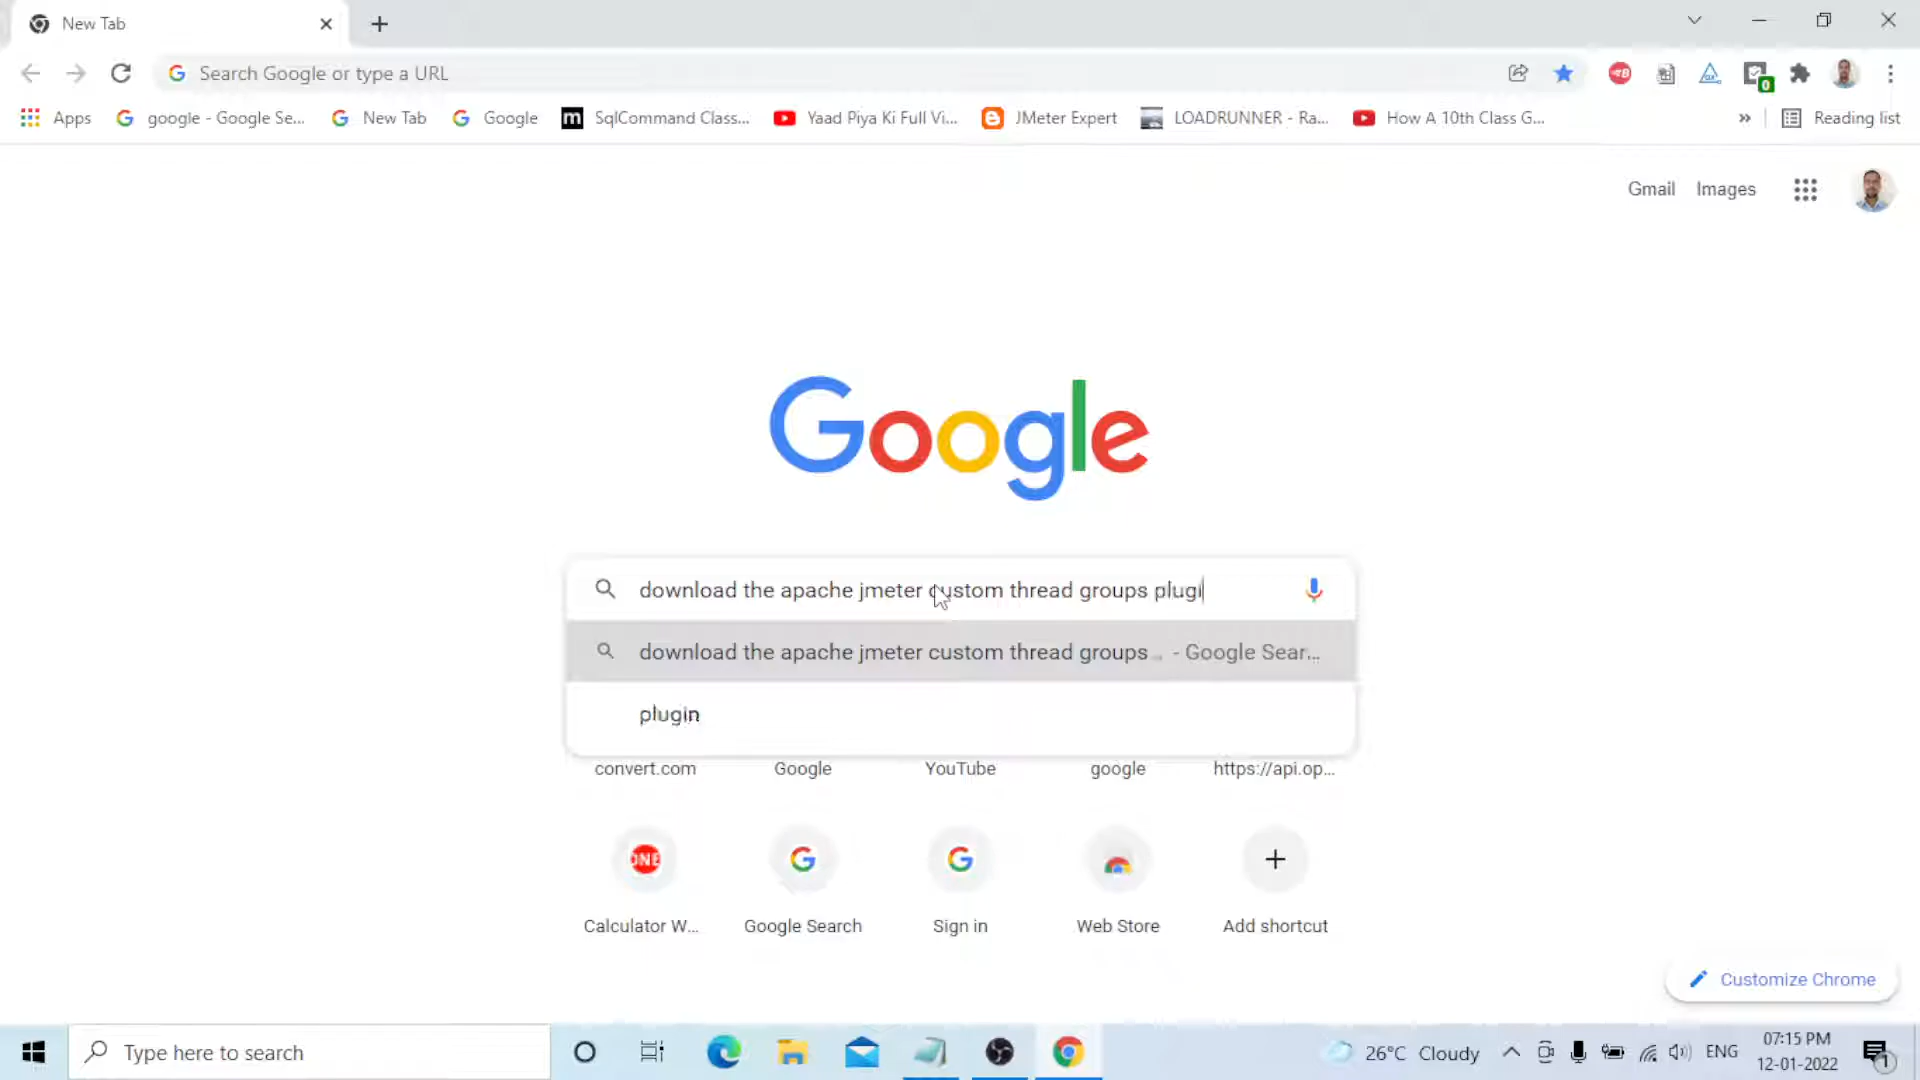 New Tab
Search Google or type a URL
Apps google - Google Se... New Tab Google SqlCommand Class... Yaad Piya Ki Full Vi... JMeter Expert LOADRUNNER - Ra... How A 10th Class G... » Reading list
Gmail Images
Google
download the apache jmeter custom thread groups plugi
download the apache jmeter custom thread groups .. - Google Sear...
plugin
convert.com Google YouTube google https://api.op...
ONE
Calculator W... Google Search Sign in Web Store Add shortcut
Customize Chrome
Type here to search 26°C Cloudy ENG 07:15 PM
12-01-2022 1